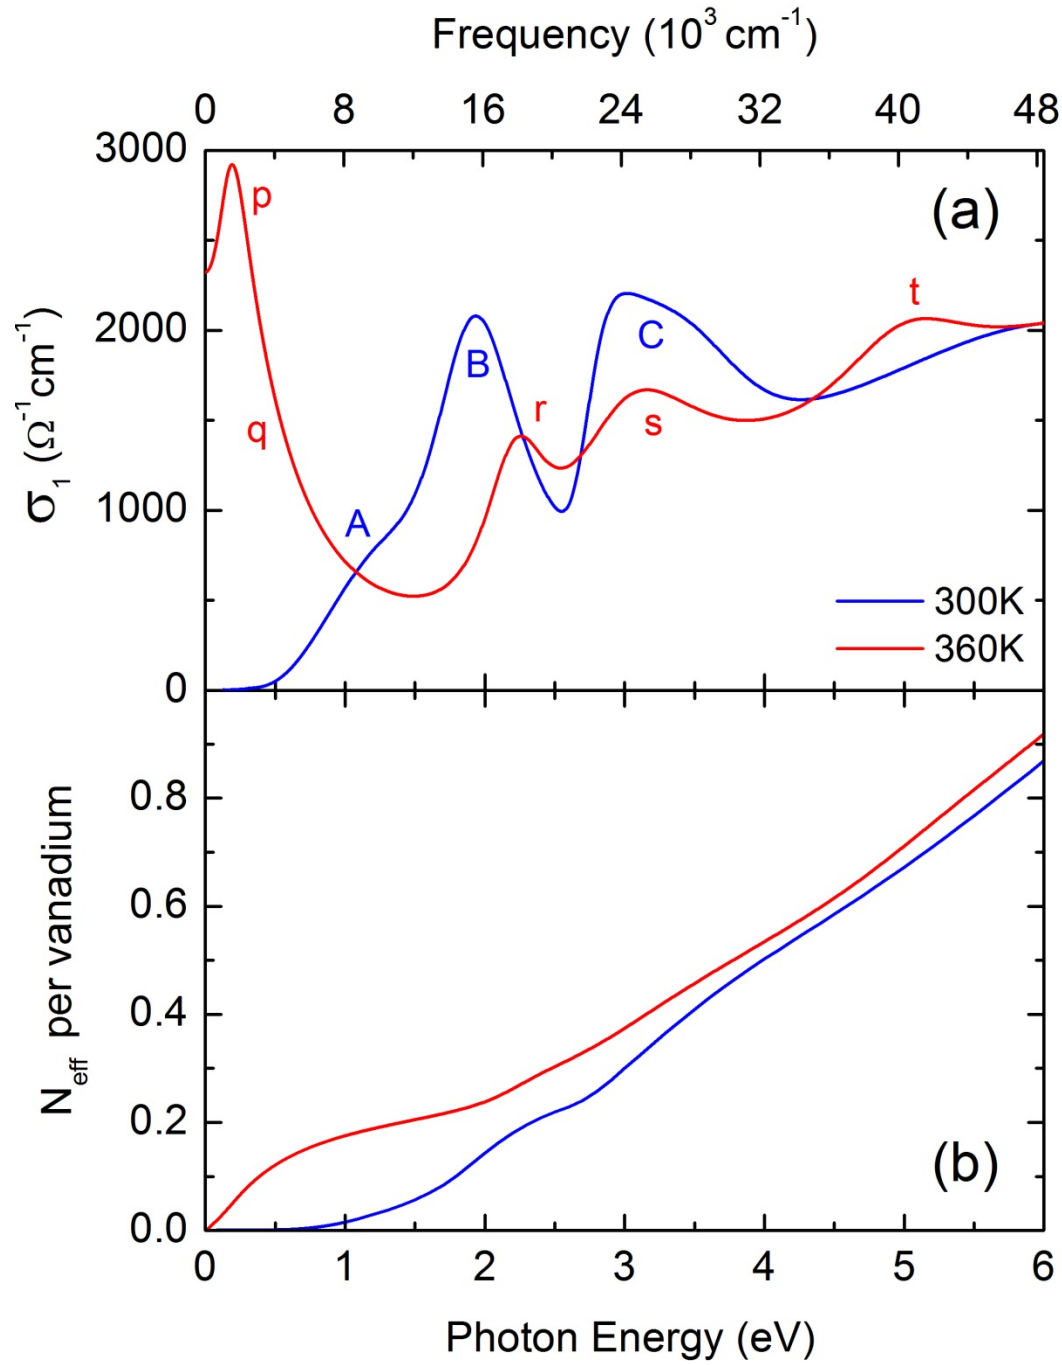 Frequency (10³ cm⁻¹)
0 8 16 24 32 40 48
3000
(a)
p
t
2000
C
B
r
s
q
A
1000
300K
360K
0
σ₁ (Ω⁻¹cm⁻¹)
0.8
0.6
0.4
0.2
(b)
0.0
N_eff per vanadium
0 1 2 3 4 5 6
Photon Energy (eV)